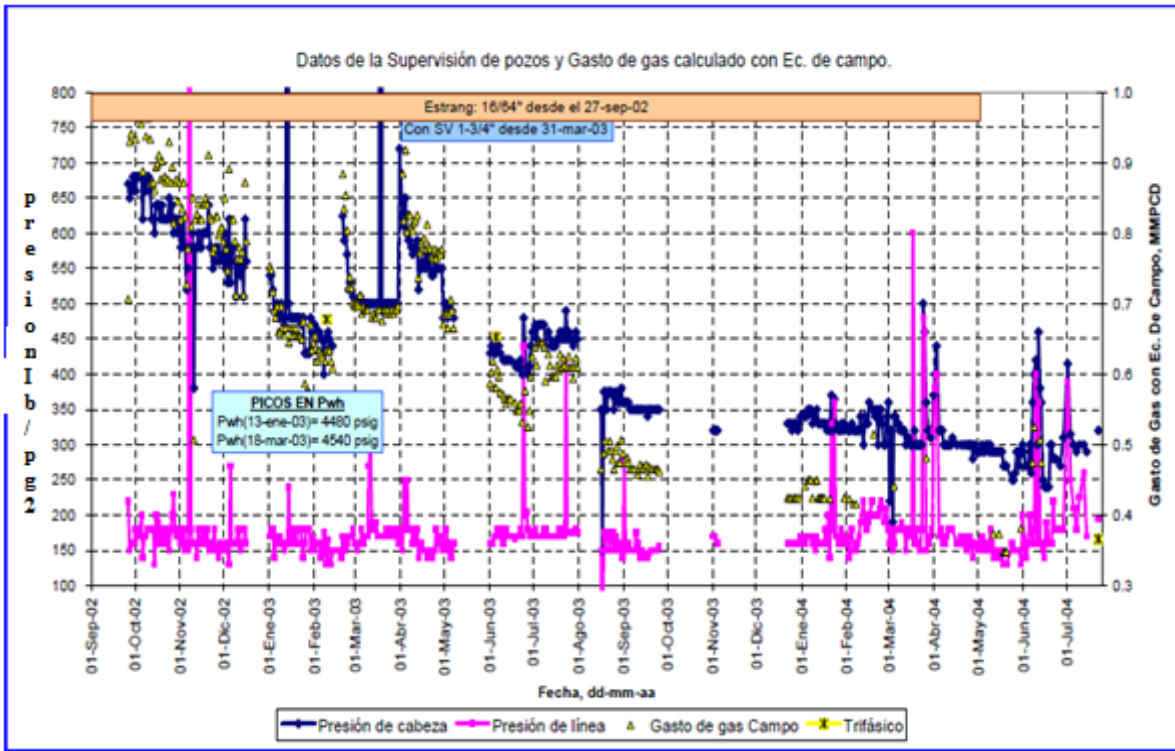 Datos de la Supervisión de pozos y Gasto de gas calculado con Ec. de campo.
Estrang: 16/64" desde el 27-sep-02
Con SV 1-3/4" desde 31-mar-03
PICOS EN Pwh
Pwh(13-ene-03)= 4480 psig
Pwh(18-mar-03)= 4540 psig
presionlb/pg2
800
750
700
650
600
550
500
450
400
350
300
250
200
150
100
1.0
0.9
0.8
0.7
0.6
0.5
0.4
0.3
Gasto de Gas con Ec. De Campo, MMPCD
01-Sep-02
01-Oct-02
01-Nov-02
01-Dic-02
01-Ene-03
01-Feb-03
01-Mar-03
01-Abr-03
01-May-03
01-Jun-03
01-Jul-03
01-Ago-03
01-Sep-03
01-Oct-03
01-Nov-03
01-Dic-03
01-Ene-04
01-Feb-04
01-Mar-04
01-Abr-04
01-May-04
01-Jun-04
01-Jul-04
Fecha, dd-mm-aa
Presión de cabeza
Presión de línea
Gasto de gas Campo
Trifásico